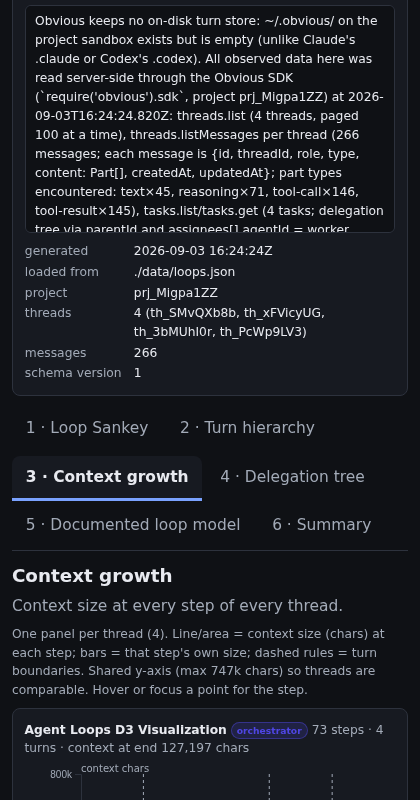 Obvious keeps no on-disk turn store: ~/.obvious/ on the
project sandbox exists but is empty (unlike Claude's
.claude or Codex's .codex). All observed data here was
read server-side through the Obvious SDK
(`require('obvious').sdk`, project prj_Migpa1ZZ) at 2026-
09-03T16:24:24.820Z: threads.list (4 threads, paged
100 at a time), threads.listMessages per thread (266
messages; each message is {id, threadId, role, type,
content: Part[], createdAt, updatedAt}; part types
encountered: text×45, reasoning×71, tool-call×146,
tool-result×145), tasks.list/tasks.get (4 tasks; delegation
tree via parentId and assignees[].agentId = worker
generated 2026-09-03 16:24:24Z
loaded from ./data/loops.json
project prj_Migpa1ZZ
threads 4 (th_SMvQXb8b, th_xFVicyUG,
th_3bMUhI0r, th_PcWp9LV3)
messages 266
schema version 1
1 · Loop Sankey 2 · Turn hierarchy
3 · Context growth 4 · Delegation tree
5 · Documented loop model 6 · Summary
Context growth
Context size at every step of every thread.
One panel per thread (4). Line/area = context size (chars) at
each step; bars = that step's own size; dashed rules = turn
boundaries. Shared y-axis (max 747k chars) so threads are
comparable. Hover or focus a point for the step.
Agent Loops D3 Visualization orchestrator 73 steps · 4
turns · context at end 127,197 chars
context chars
800k